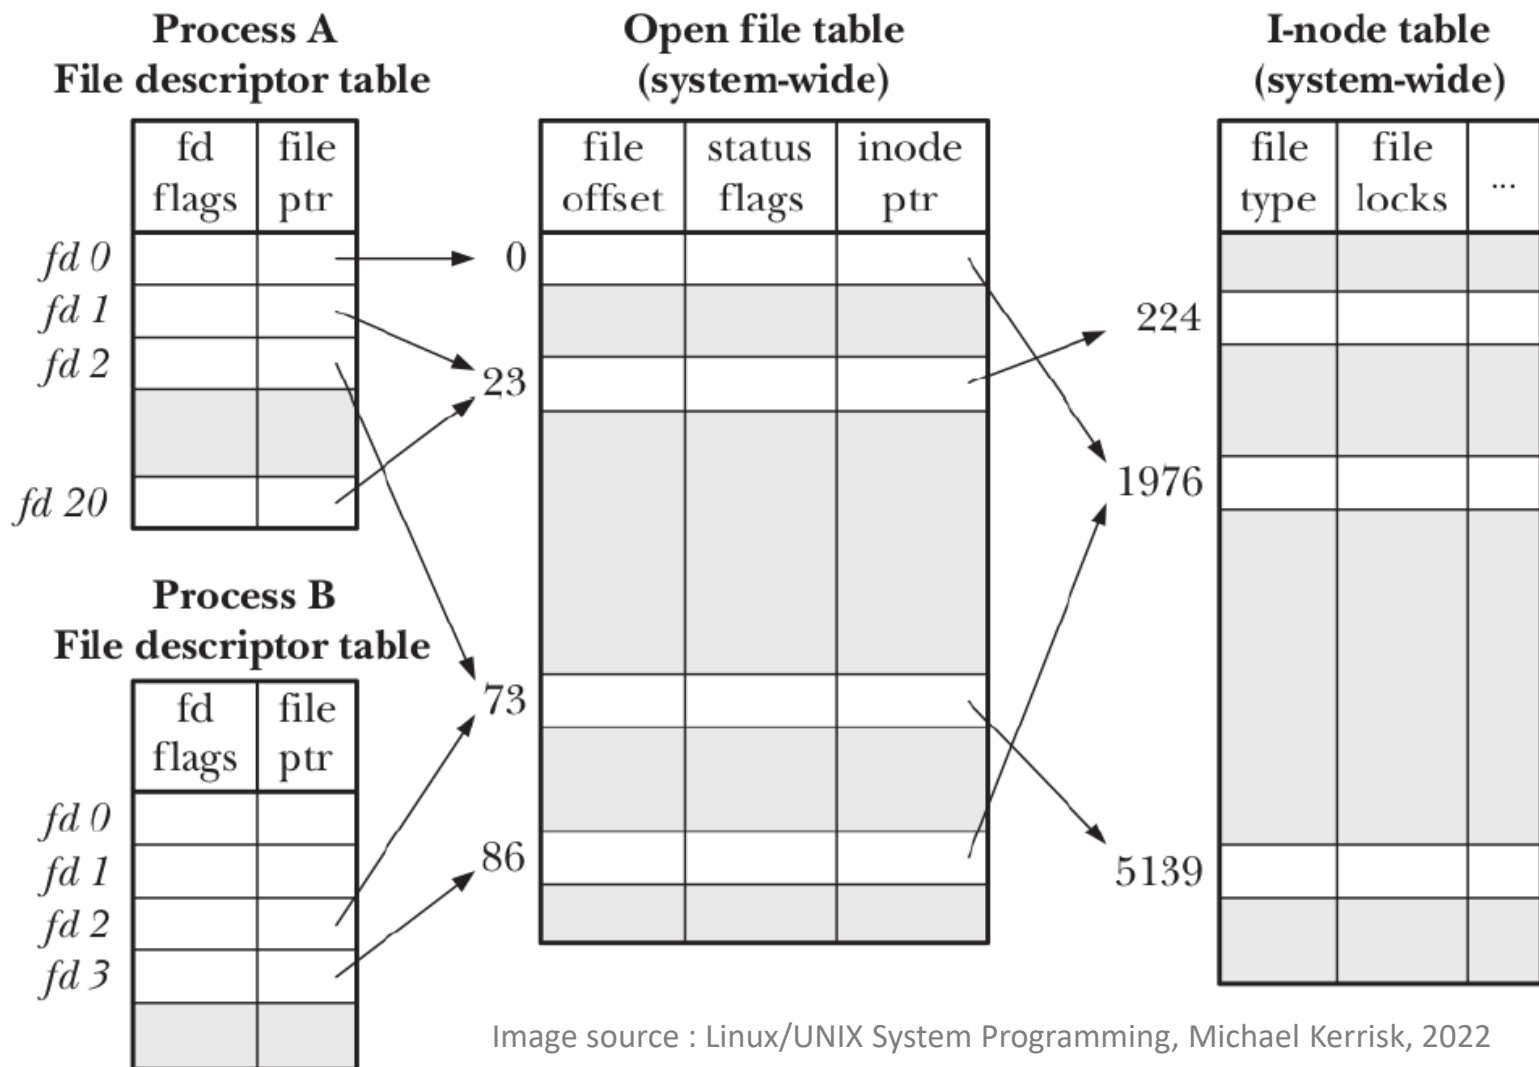 Process A
File descriptor table
fd
flags
file
ptr
fd 0
fd 1
fd 2
fd 20
Process B
File descriptor table
fd
flags
file
ptr
fd 0
fd 1
fd 2
fd 3
Open file table
(system-wide)
file
offset
status
flags
inode
ptr
0
23
73
86
I-node table
(system-wide)
file
type
file
locks
...
224
1976
5139
Image source : Linux/UNIX System Programming, Michael Kerrisk, 2022